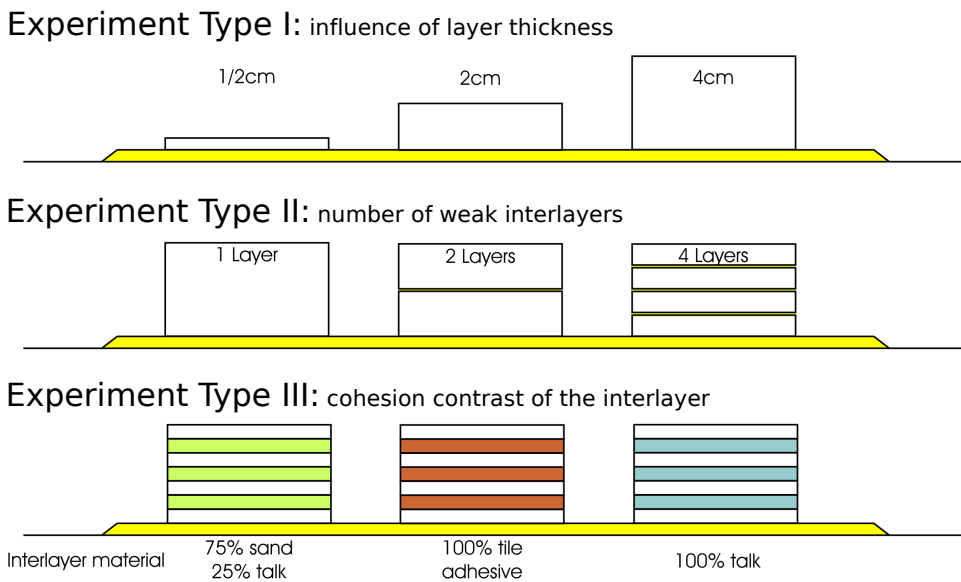 Experiment Type I: influence of layer thickness
1/2cm 2cm 4cm
Experiment Type II: number of weak interlayers
1 Layer 2 Layers 4 Layers
Experiment Type III: cohesion contrast of the interlayer
Interlayer material
75% sand
25% talk
100% tile
adhesive
100% talk